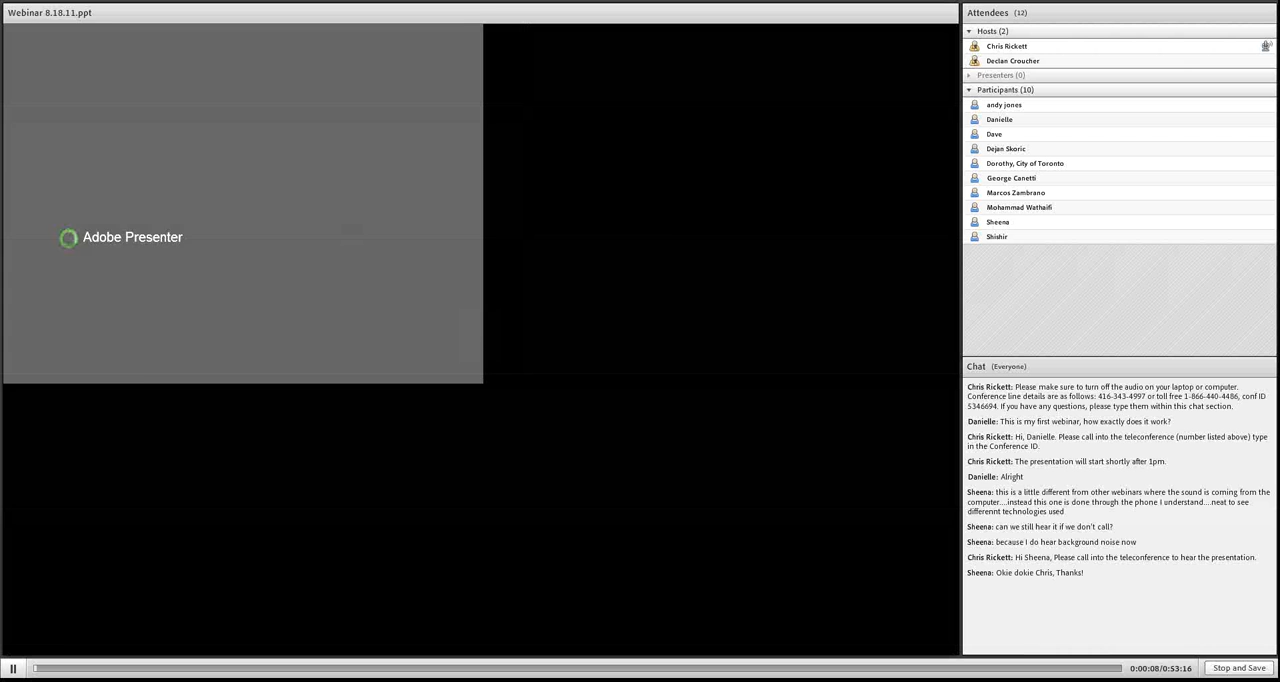 Webinar 8.18.11.ppt
Adobe Presenter
Attendees (12)
Hosts (2)
Chris Rickett
Declan Croucher
Presenters (0)
Participants (10)
andy jones
Danielle
Dave
Dejan Skoric
Dorothy, City of Toronto
George Canetti
Marcos Zambrano
Mohammad Wathaifi
Sheena
Shishir
Chat (Everyone)
Chris Rickett: Please make sure to turn off the audio on your laptop or computer.
Conference line details are as follows: 416-343-4997 or toll free 1-866-440-4486, conf ID
5346694. If you have any questions, please type them within this chat section.
Danielle: This is my first webinar, how exactly does it work?
Chris Rickett: Hi, Danielle. Please call into the teleconference (number listed above) type
in the Conference ID.
Chris Rickett: The presentation will start shortly after 1pm.
Danielle: Alright
Sheena: this is a little different from other webinars where the sound is coming from the
computer....instead this one is done through the phone I understand....neat to see
differennt technologies used
Sheena: can we still hear it if we don't call?
Sheena: because I do hear background noise now
Chris Rickett: Hi Sheena, Please call into the teleconference to hear the presentation.
Sheena: Okie dokie Chris, Thanks!
0:00:08/0:53:16
Stop and Save